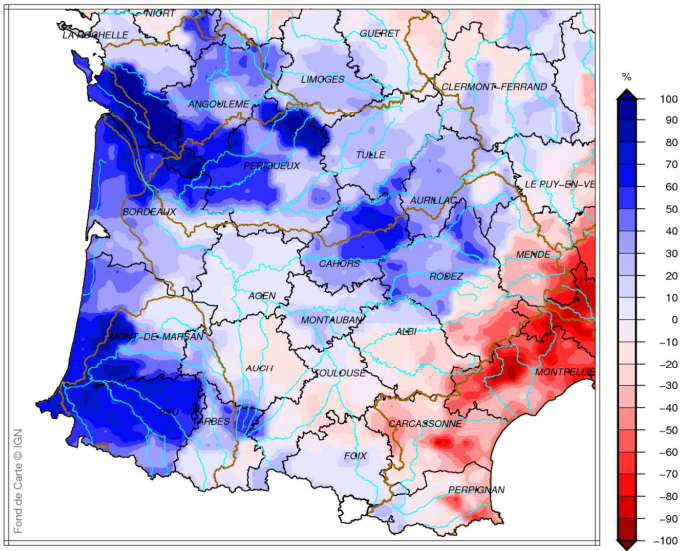 NIORT
LA ROCHELLE
GUERET
LIMOGES
CLERMONT-FERRAND
ANGOULEME
PERIGUEUX
TULLE
LE PUY-EN-VE
AURILLAC
BORDEAUX
MENDE
CAHORS
RODEZ
AGEN
MONTAUBAN
ALBI
MONT-DE-MARSAN
AUCH
TOULOUSE
MONTPELLIE
PAU
TARBES
CARCASSONNE
FOIX
PERPIGNAN
Fond de Carte © IGN
%
100
90
80
70
60
50
40
30
20
10
0
-10
-20
-30
-40
-50
-60
-70
-80
-90
-100